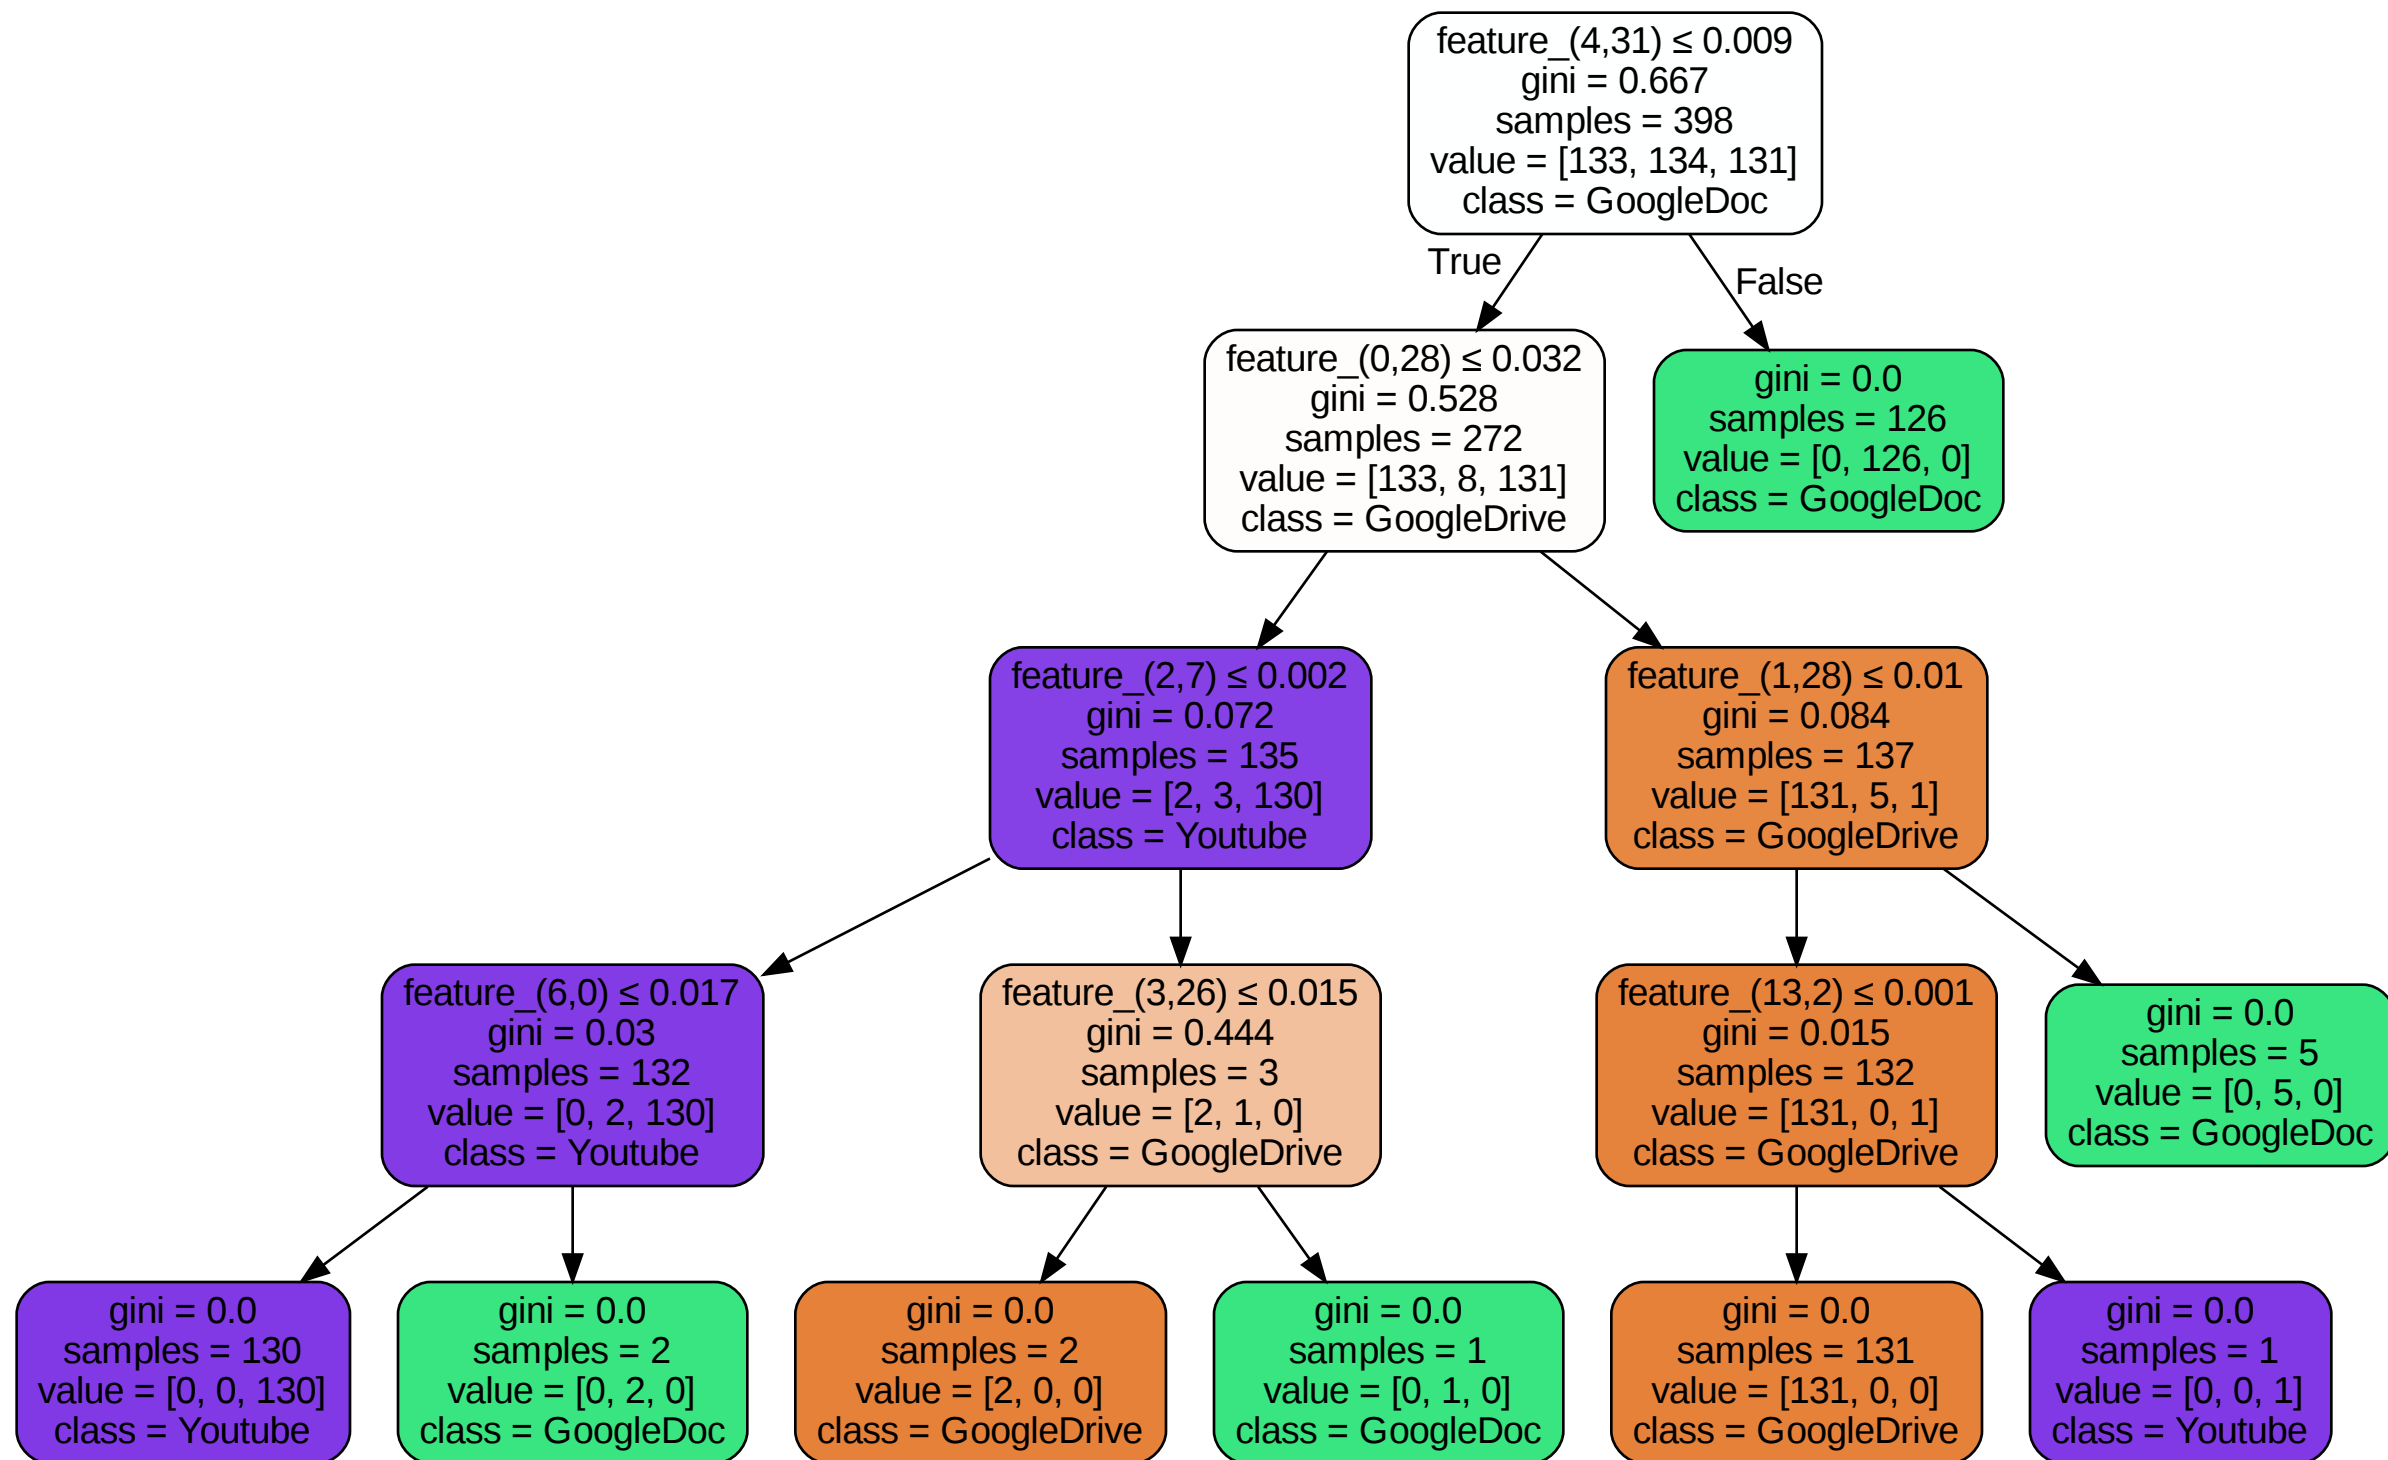 feature_(4,31) ≤ 0.009
gini = 0.667
samples = 398
value = [133, 134, 131]
class = GoogleDoc
True
False
feature_(0,28) ≤ 0.032
gini = 0.528
samples = 272
value = [133, 8, 131]
class = GoogleDrive
gini = 0.0
samples = 126
value = [0, 126, 0]
class = GoogleDoc
feature_(2,7) ≤ 0.002
gini = 0.072
samples = 135
value = [2, 3, 130]
class = Youtube
feature_(1,28) ≤ 0.01
gini = 0.084
samples = 137
value = [131, 5, 1]
class = GoogleDrive
feature_(6,0) ≤ 0.017
gini = 0.03
samples = 132
value = [0, 2, 130]
class = Youtube
feature_(3,26) ≤ 0.015
gini = 0.444
samples = 3
value = [2, 1, 0]
class = GoogleDrive
feature_(13,2) ≤ 0.001
gini = 0.015
samples = 132
value = [131, 0, 1]
class = GoogleDrive
gini = 0.0
samples = 5
value = [0, 5, 0]
class = GoogleDoc
gini = 0.0
samples = 130
value = [0, 0, 130]
class = Youtube
gini = 0.0
samples = 2
value = [0, 2, 0]
class = GoogleDoc
gini = 0.0
samples = 2
value = [2, 0, 0]
class = GoogleDrive
gini = 0.0
samples = 1
value = [0, 1, 0]
class = GoogleDoc
gini = 0.0
samples = 131
value = [131, 0, 0]
class = GoogleDrive
gini = 0.0
samples = 1
value = [0, 0, 1]
class = Youtube